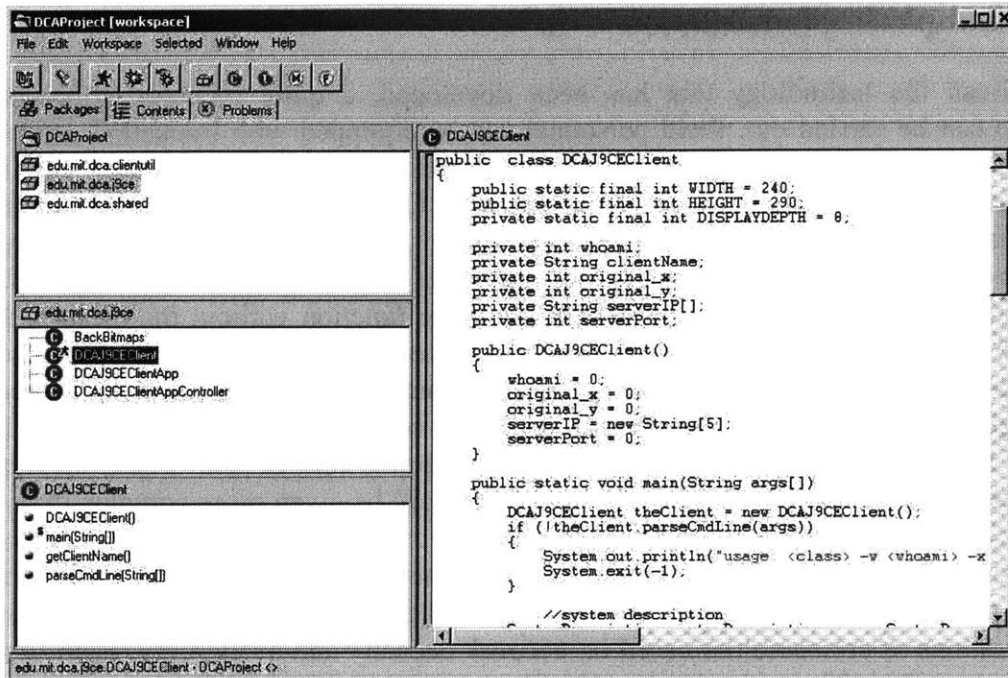 DCAProject [workspace]
File Edit Workspace Selected Window Help
Packages Contents Problems
DCAProject
edu.mit.dca.clientutil
edu.mit.dca.j9ce
edu.mit.dca.shared
edu.mit.dca.j9ce
BackBitmaps
DCAJ9CEClient
DCAJ9CEClientApp
DCAJ9CEClientAppController
DCAJ9CEClient
DCAJ9CEClient()
S main(String[])
getClientName()
parseCmdLine(String[])
DCAJ9CEClient
public class DCAJ9CEClient
{
public static final int WIDTH = 240;
public static final int HEIGHT = 290;
private static final int DISPLAYDEPTH = 8;
private int whoami;
private String clientName;
private int original_x;
private int original_y;
private String serverIP[];
private int serverPort;
public DCAJ9CEClient()
{
whoami = 0;
original_x = 0;
original_y = 0;
serverIP = new String[5];
serverPort = 0;
}
public static void main(String args[])
{
DCAJ9CEClient theClient = new DCAJ9CEClient();
if (!theClient.parseCmdLine(args))
{
System.out.println("usage <class> -w <whoami> -x
System.exit(-1);
}
//system description
edu.mit.dca.j9ce.DCAJ9CEClient - DCAProject <>